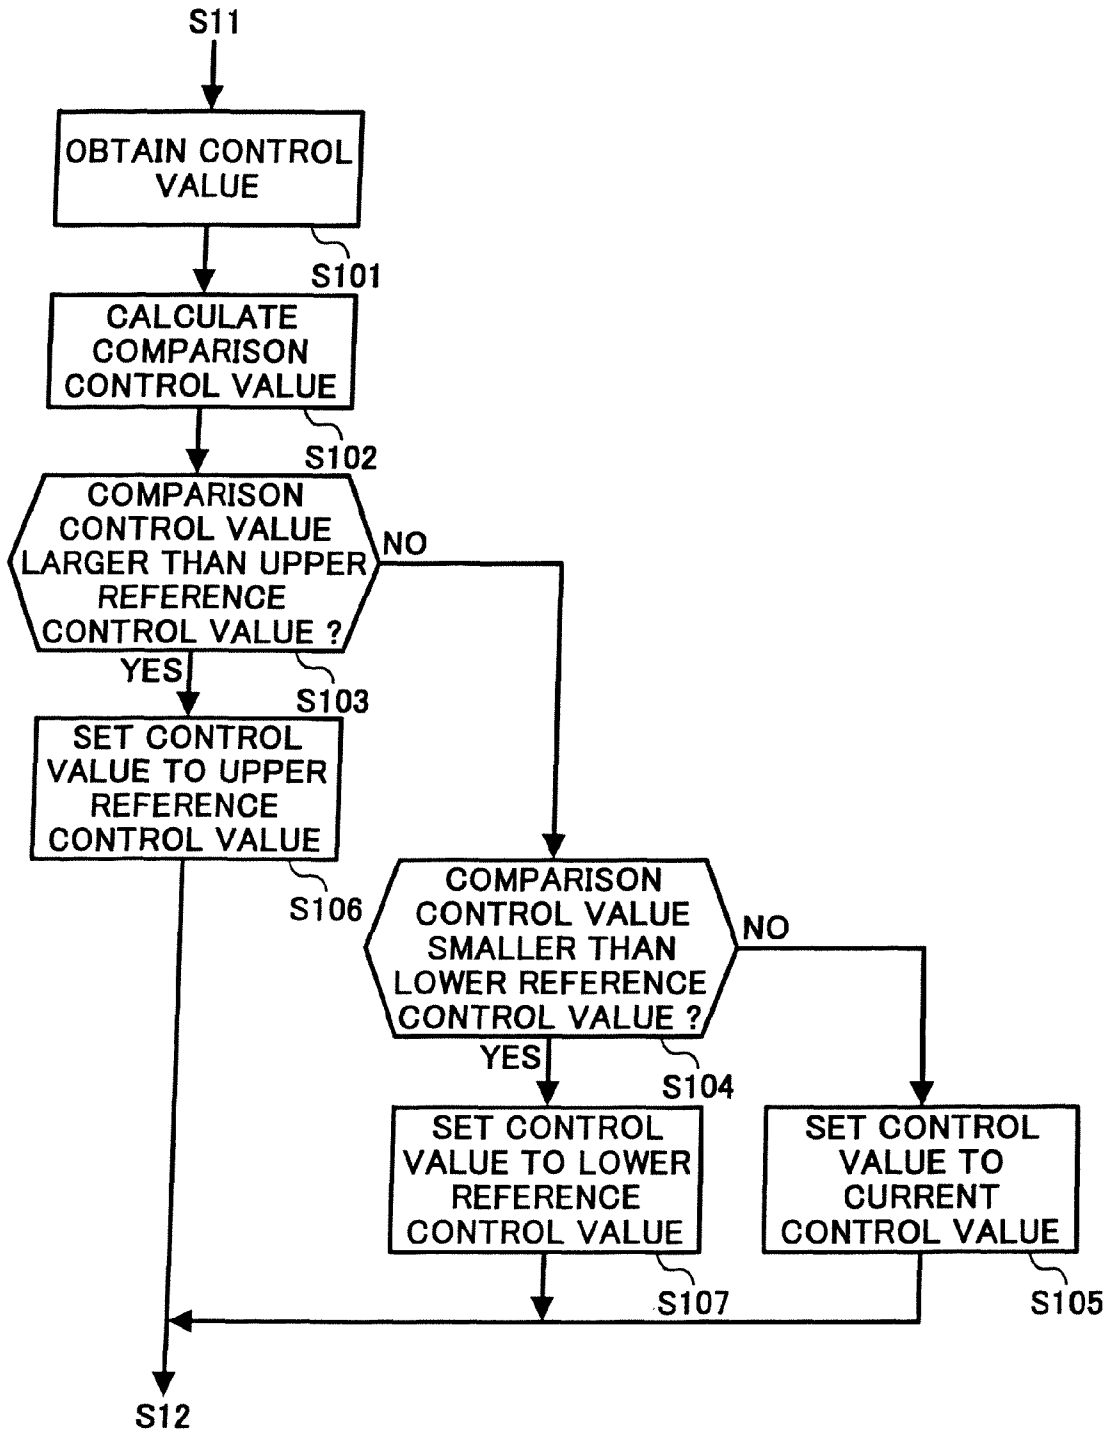 S11
OBTAIN CONTROL
VALUE
S101
CALCULATE
COMPARISON
CONTROL VALUE
S102
COMPARISON
CONTROL VALUE
LARGER THAN UPPER
REFERENCE
CONTROL VALUE ?
NO
YES
S103
SET CONTROL
VALUE TO UPPER
REFERENCE
CONTROL VALUE
S106
COMPARISON
CONTROL VALUE
SMALLER THAN
LOWER REFERENCE
CONTROL VALUE ?
NO
YES
S104
SET CONTROL
VALUE TO LOWER
REFERENCE
CONTROL VALUE
S107
SET CONTROL
VALUE TO
CURRENT
CONTROL VALUE
S105
S12